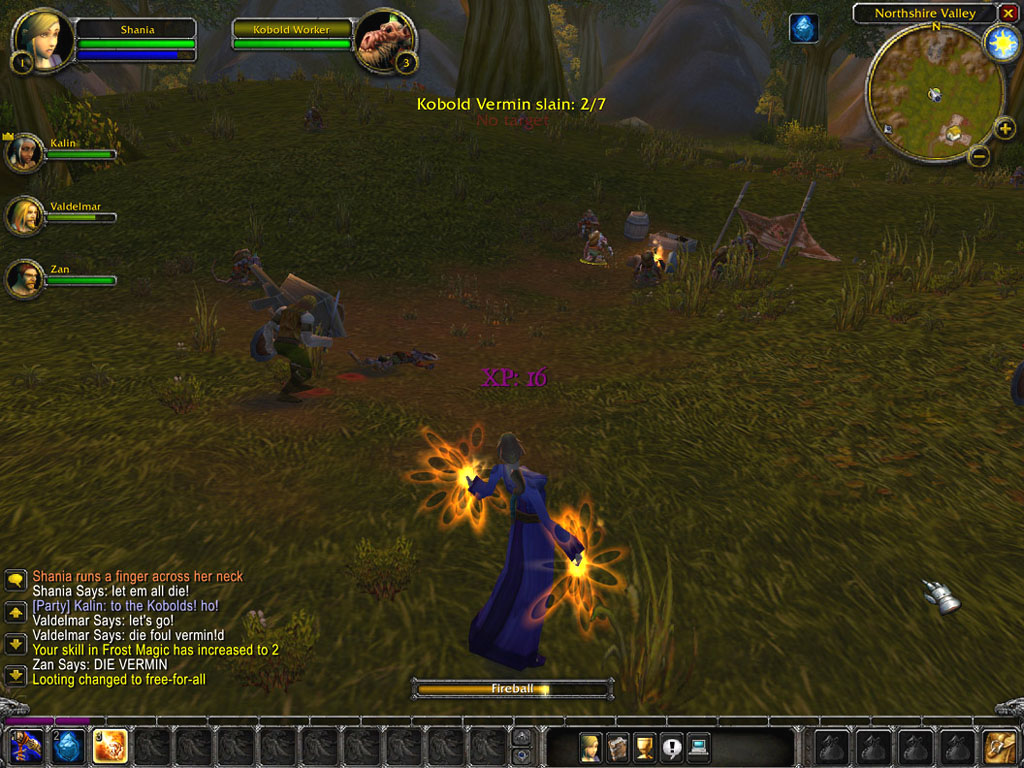 Shania
1
Kobold Worker
3
Northshire Valley
N
Kobold Vermin slain: 2/7
No target
Kalin
Valdelmar
Zan
XP: 16
Shania runs a finger across her neck
Shania Says: let em all die!
[Party] Kalin: to the Kobolds! ho!
Valdelmar Says: let's go!
Valdelmar Says: die foul vermin!d
Your skill in Frost Magic has increased to 2
Zan Says: DIE VERMIN
Looting changed to free-for-all
Fireball
2
3